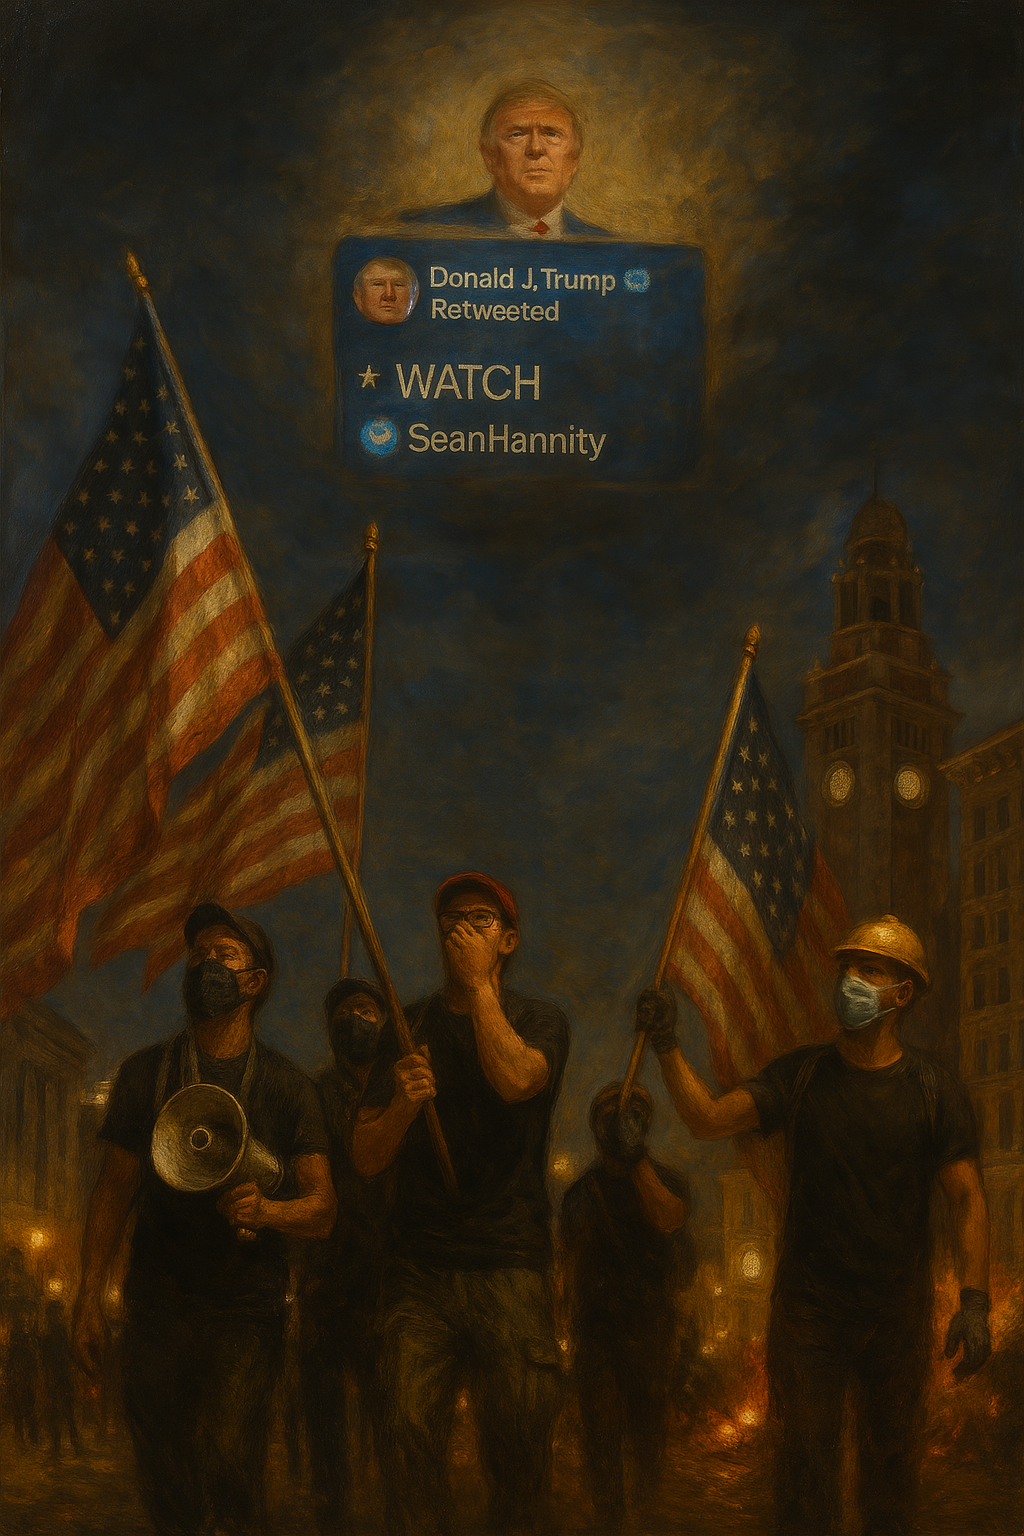 Donald J. Trump
Retweeted
★ WATCH
SeanHannity